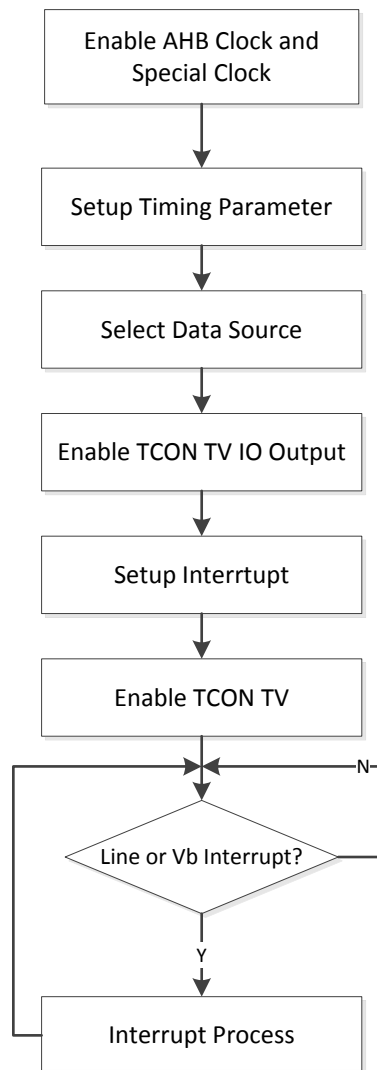 Enable AHB Clock and
Special Clock
Setup Timing Parameter
Select Data Source
Enable TCON TV IO Output
Setup Interrtupt
Enable TCON TV
N
Line or Vb Interrupt?
Y
Interrupt Process